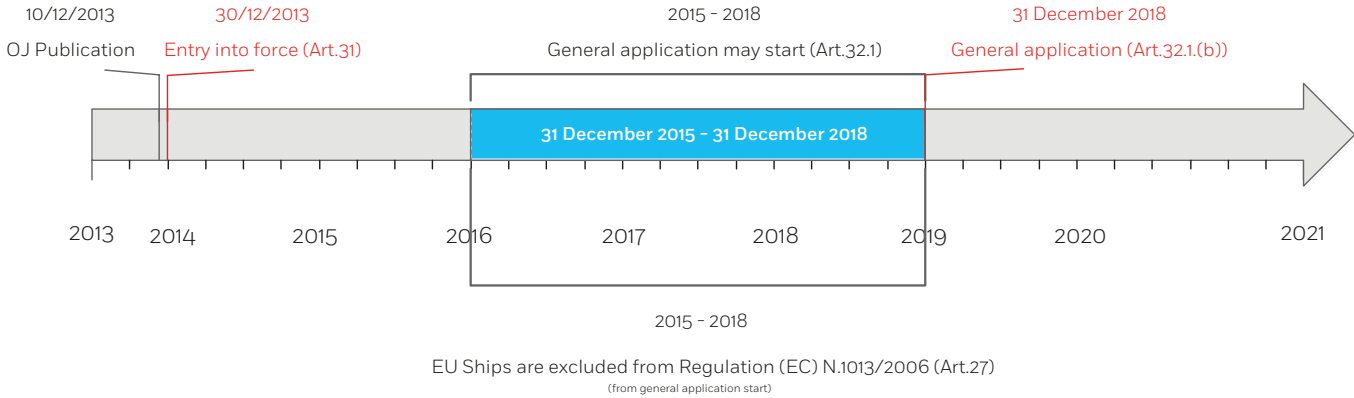 10/12/2013
30/12/2013
2015 - 2018
31 December 2018
OJ Publication
Entry into force (Art.31)
General application may start (Art.32.1)
General application (Art.32.1.(b))
31 December 2015 - 31 December 2018
2013
2014
2015
2016
2017
2018
2019
2020
2021
2015 - 2018
EU Ships are excluded from Regulation (EC) N.1013/2006 (Art.27)
(from general application start)